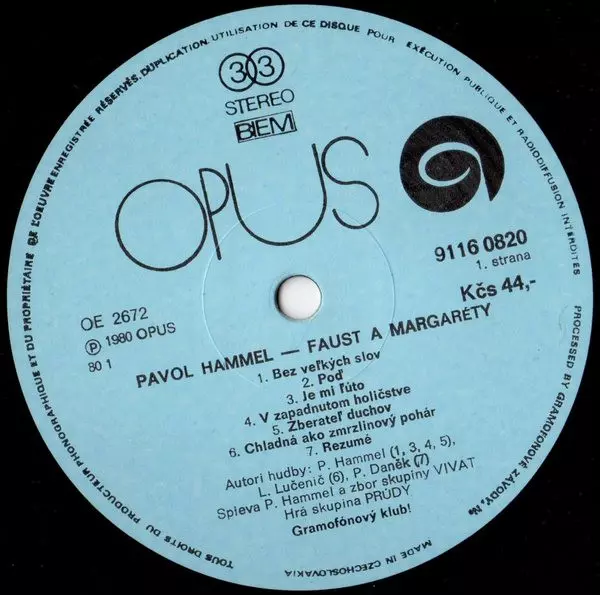 TOUS DROITS DU PRODUCTEUR PHONOGRAPHIQUE ET DU PROPRIÉTAIRE DE L'OEUVRE ENREGISTRÉE RÉSERVÉS. DUPLICATION, UTILISATION DE CE DISQUE POUR EXÉCUTION PUBLIQUE ET RADIODIFFUSION INTERDITES
33
STEREO
BIEM
OPUS
9116 0820
1. strana
Kčs 44,-
OE 2672
Ⓟ 1980 OPUS
80 1
PAVOL HAMMEL — FAUST A MARGARÉTY
1. Bez veľkých slov
2. Poď
3. Je mi ľúto
4. V zapadnutom holičstve
5. Zberateľ duchov
6. Chladná ako zmrzlinový pohár
7. Rezumé
Autori hudby: P. Hammel (1, 3, 4, 5),
L. Lučenič (6), P. Daněk (7)
Spieva P. Hammel a zbor skupiny VIVAT
Hrá skupina PRÚDY
Gramofónový klub!
PROCESSED BY GRAMOFONOVÉ ZÁVODY,
MADE IN CZECHOSLOVAKIA